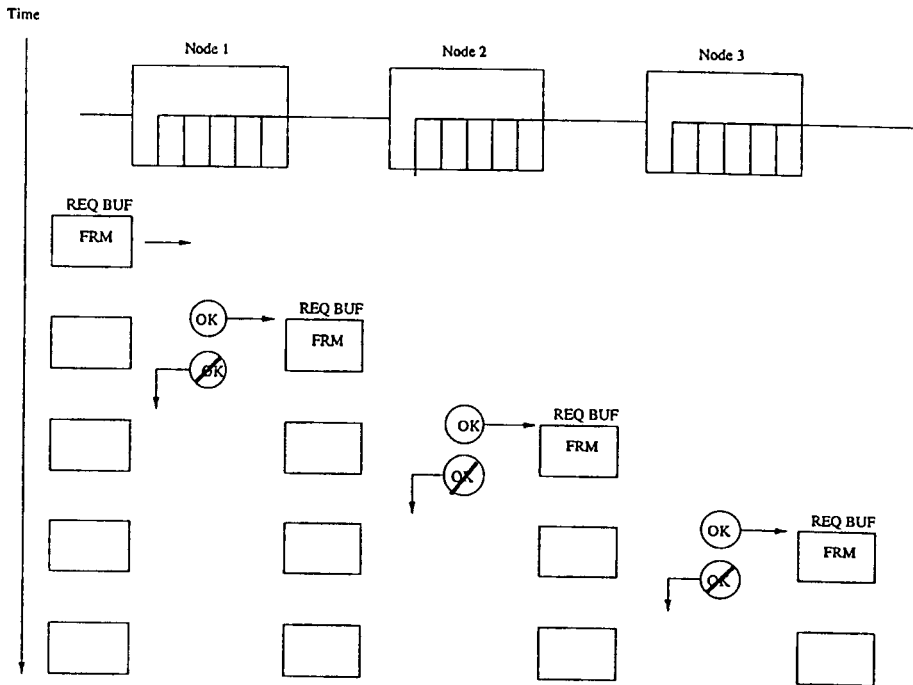 Time
Node 1
Node 2
Node 3
REQ BUF
FRM
OK
REQ BUF
FRM
OK
OK
REQ BUF
FRM
OK
OK
REQ BUF
FRM
OK